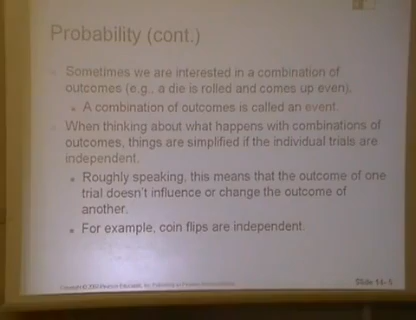 Probability (cont.)
Sometimes we are interested in a combination of
outcomes (e.g., a die is rolled and comes up even).
A combination of outcomes is called an event.
When thinking about what happens with combinations of
outcomes, things are simplified if the individual trials are
independent.
Roughly speaking, this means that the outcome of one
trial doesn't influence or change the outcome of
another.
For example, coin flips are independent.
Copyright ©
Slide 14-